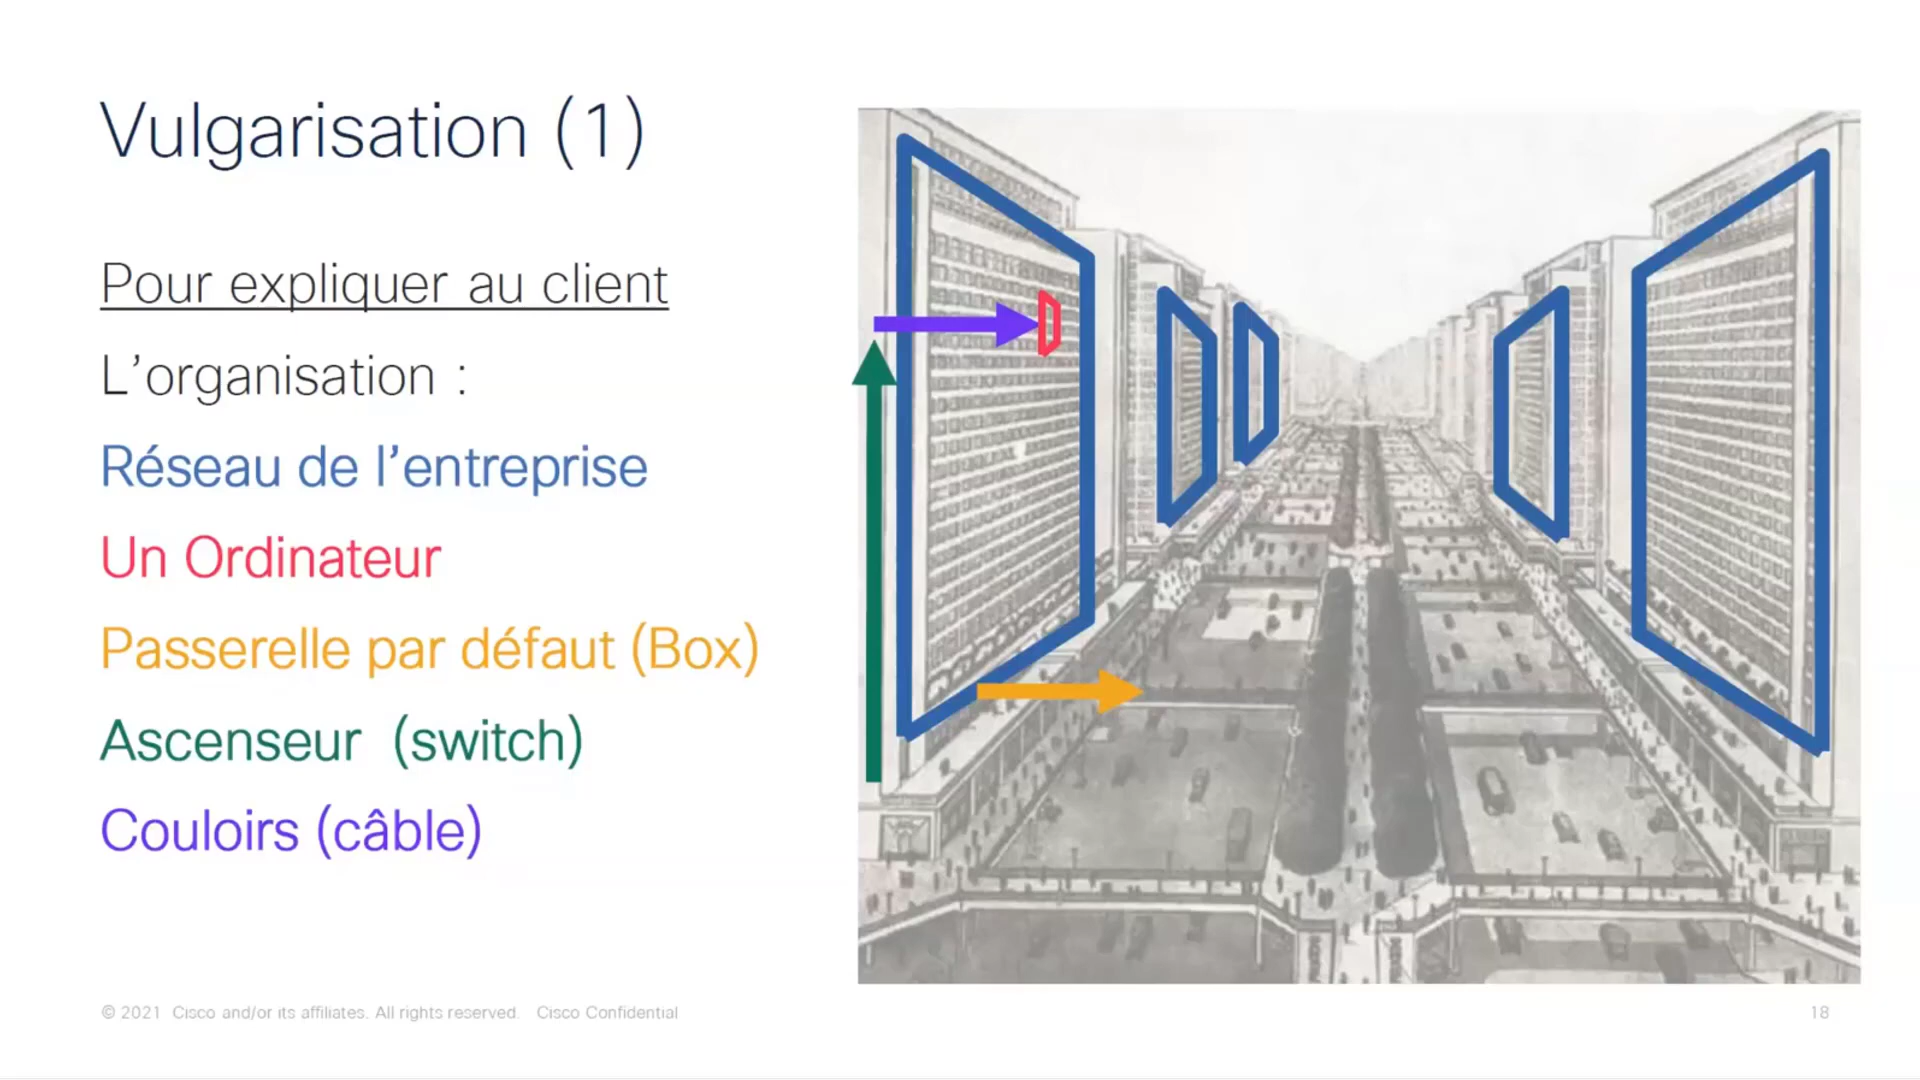 Vulgarisation (1)
Pour expliquer au client
L’organisation :
Réseau de l’entreprise
Un Ordinateur
Passerelle par défaut (Box)
Ascenseur (switch)
Couloirs (câble)
© 2021 Cisco and/or its affiliates. All rights reserved. Cisco Confidential
18